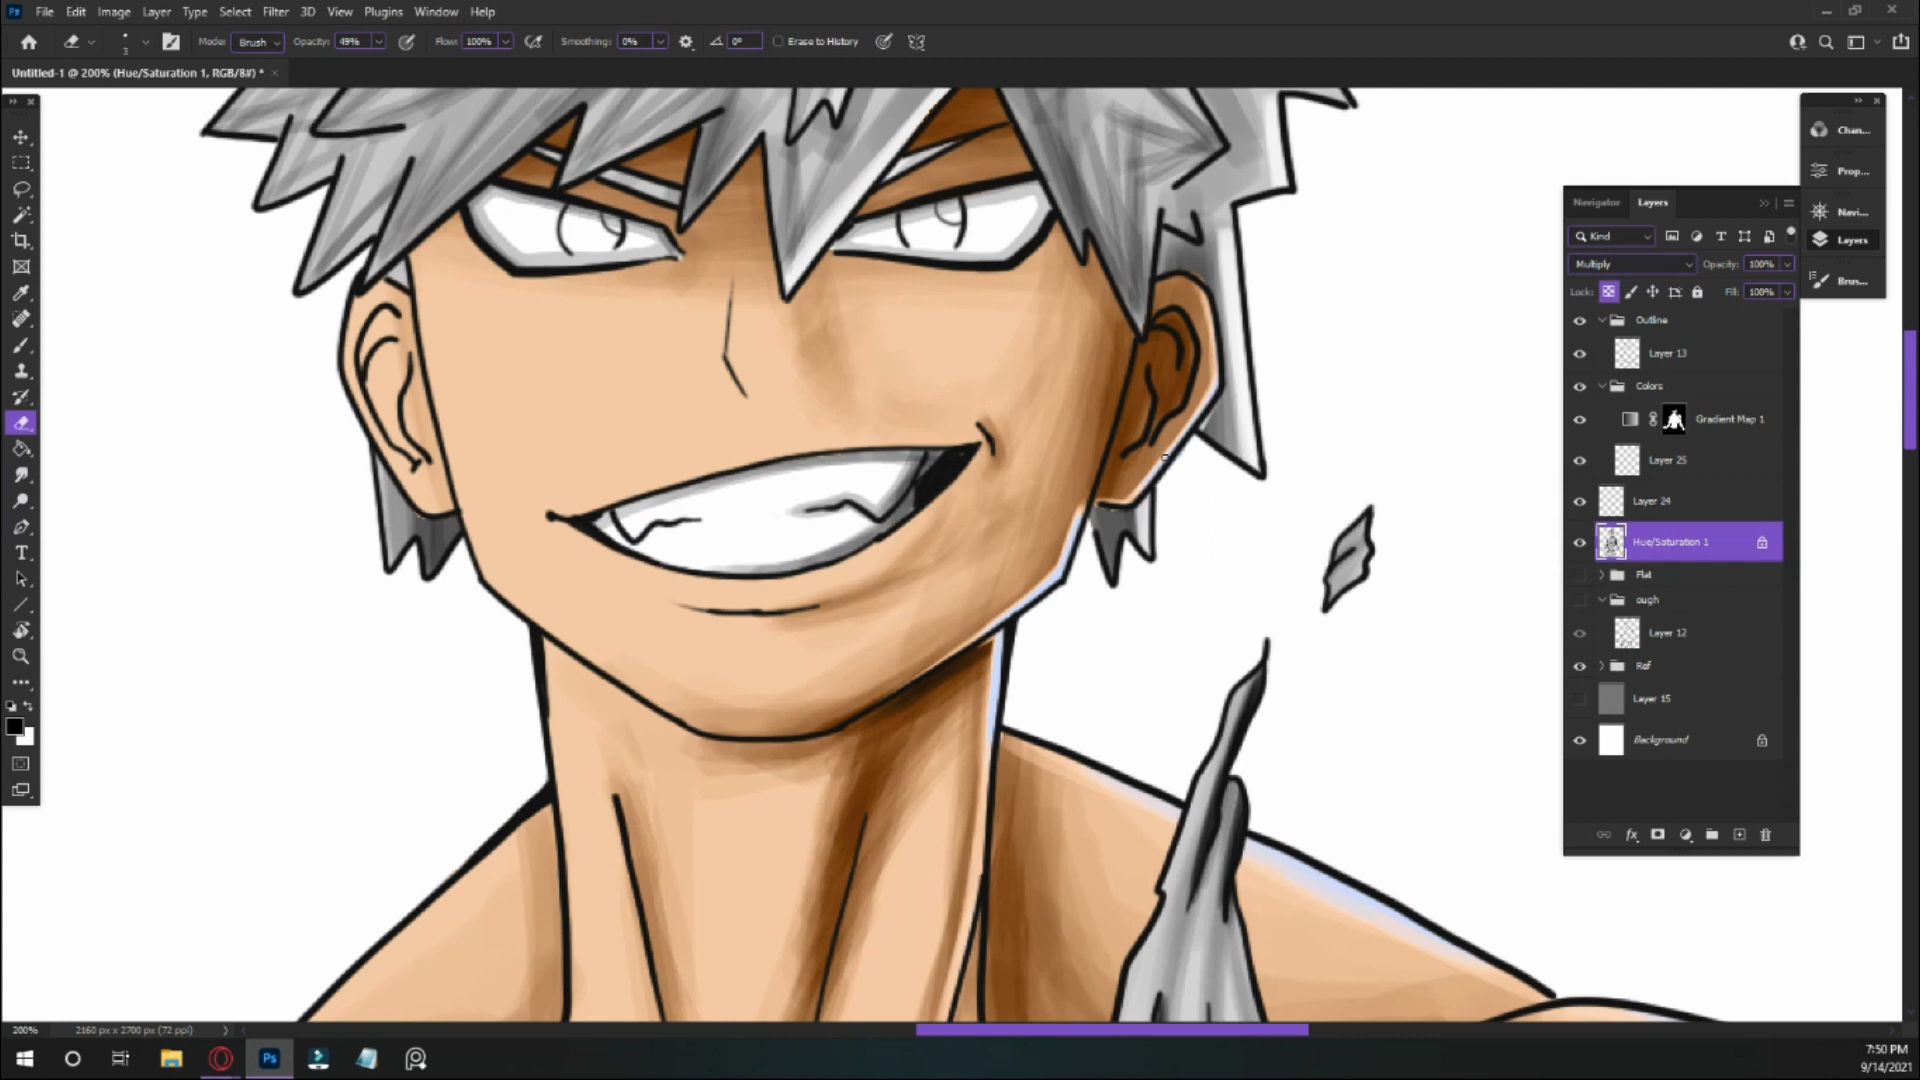 Ps File Edit Image Layer Type Select Filter 3D View Plugins Window Help
3 Mode: Brush Opacity: 49% Flow: 100% Smoothing: 0% 0° Erase to History
Untitled-1 @ 200% (Hue/Saturation 1, RGB/8#) *
Chan...
Prop...
Navi...
Layers
Brus...
Navigator Layers
Kind
Multiply Opacity: 100%
Lock: Fill: 100%
Outline
Layer 13
Colors
Gradient Map 1
Layer 25
Layer 24
Hue/Saturation 1
Flat
ough
Layer 12
Ref
Layer 15
Background
fx
200% 2160 px x 2700 px (72 ppi)
Ps
7:50 PM
9/14/2021